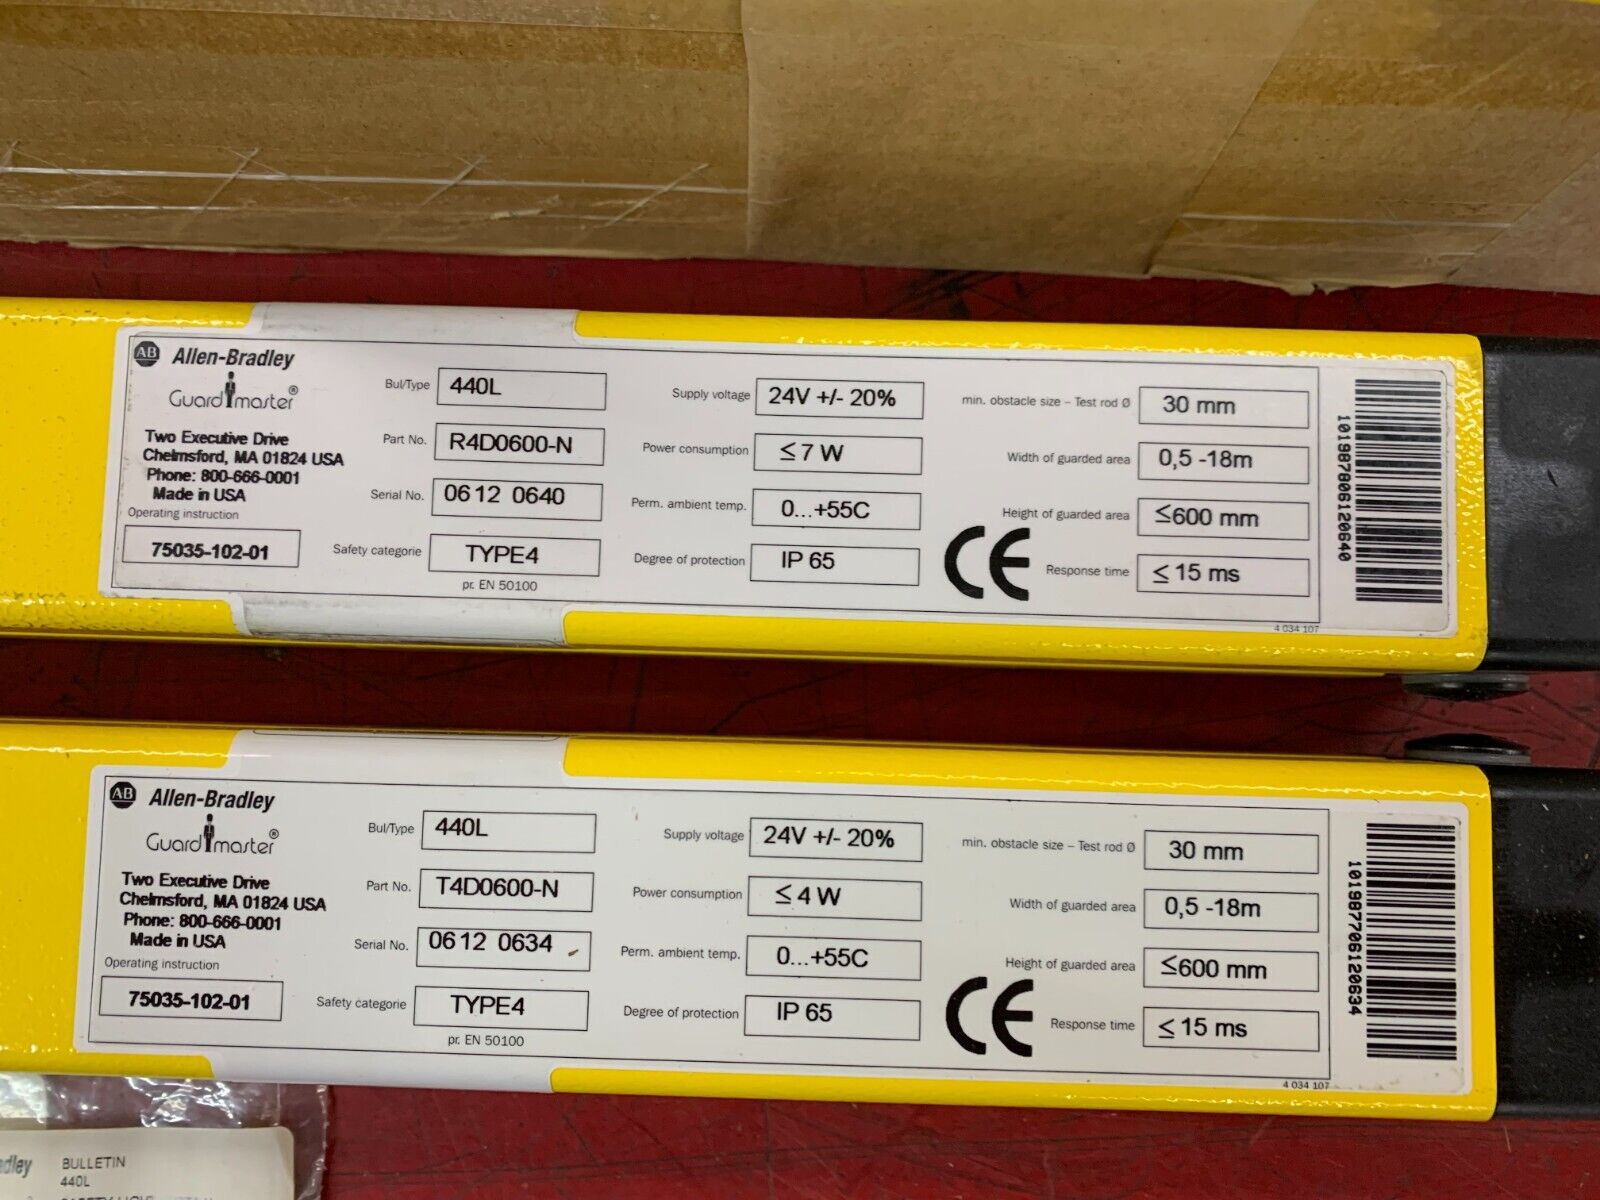 AB Allen-Bradley
Guardmaster®
Two Executive Drive
Chelmsford, MA 01824 USA
Phone: 800-666-0001
Made in USA
Operating instruction
75035-102-01
Bul/Type 440L
Part No. R4D0600-N
Serial No. 0612 0640
Safety categorie TYPE4
pr. EN 50100
Supply voltage 24V +/- 20%
Power consumption ≤ 7 W
Perm. ambient temp. 0...+55C
Degree of protection IP 65
CE
min. obstacle size – Test rod Ø 30 mm
Width of guarded area 0,5 -18m
Height of guarded area ≤600 mm
Response time ≤ 15 ms
4 034 107
101987806120640
AB Allen-Bradley
Guardmaster®
Two Executive Drive
Chelmsford, MA 01824 USA
Phone: 800-666-0001
Made in USA
Operating instruction
75035-102-01
Bul/Type 440L
Part No. T4D0600-N
Serial No. 0612 0634
Safety categorie TYPE4
pr. EN 50100
Supply voltage 24V +/- 20%
Power consumption ≤ 4 W
Perm. ambient temp. 0...+55C
Degree of protection IP 65
CE
min. obstacle size – Test rod Ø 30 mm
Width of guarded area 0,5 -18m
Height of guarded area ≤600 mm
Response time ≤ 15 ms
4 034 107
101987706120634
BULLETIN
440L